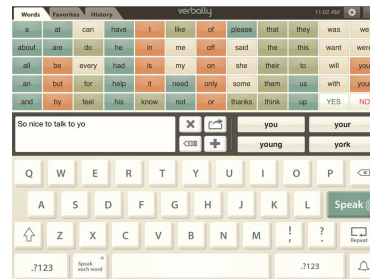 Words Favorites History verbally 11:02 AM
a at can have I like of please that they was we
about are do he in me off said the this want were
all be every had is my on she their to will you
an but for help it need only some them us with your
and by feel his know not or thanks think up YES NO
So nice to talk to yo
you your
young york
Q W E R T Y U I O P
A S D F G H J K L Speak
Z X C V B N M ! , ? .
Repeat
.?123 Speak each word .?123